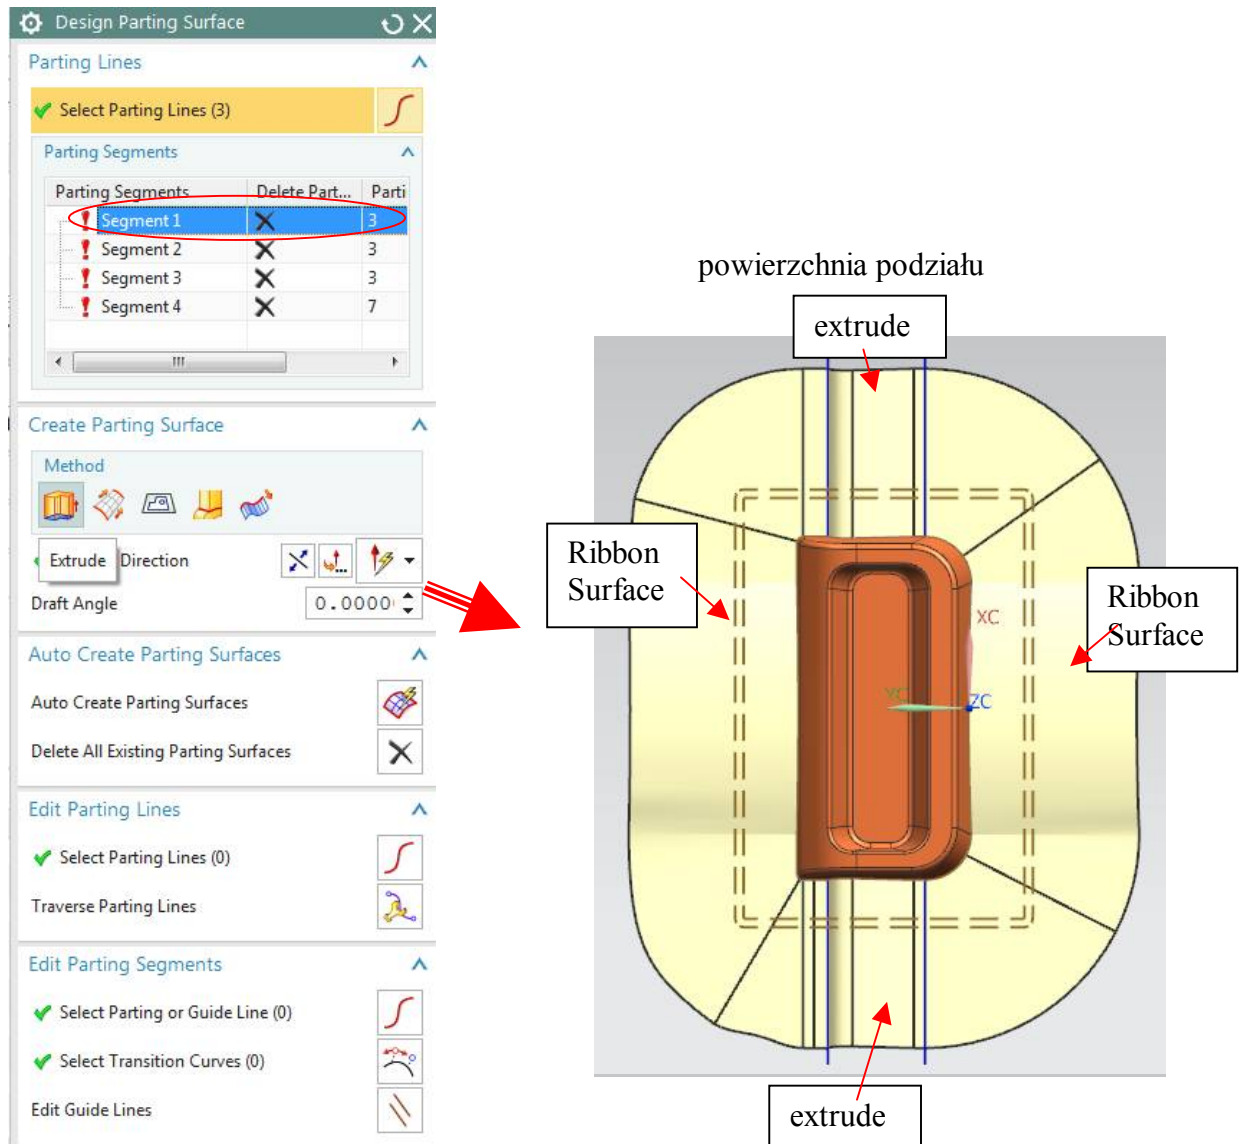 Design Parting Surface
Parting Lines
Select Parting Lines (3)
Parting Segments
Parting Segments Delete Part... Parti
Segment 1 3
Segment 2 3
Segment 3 3
Segment 4 7
Create Parting Surface
Method
Extrude Direction
Draft Angle 0.0000
Auto Create Parting Surfaces
Auto Create Parting Surfaces
Delete All Existing Parting Surfaces
Edit Parting Lines
Select Parting Lines (0)
Traverse Parting Lines
Edit Parting Segments
Select Parting or Guide Line (0)
Select Transition Curves (0)
Edit Guide Lines
powierzchnia podziału
extrude
Ribbon
Surface
Ribbon
Surface
XC
YC
ZC
extrude